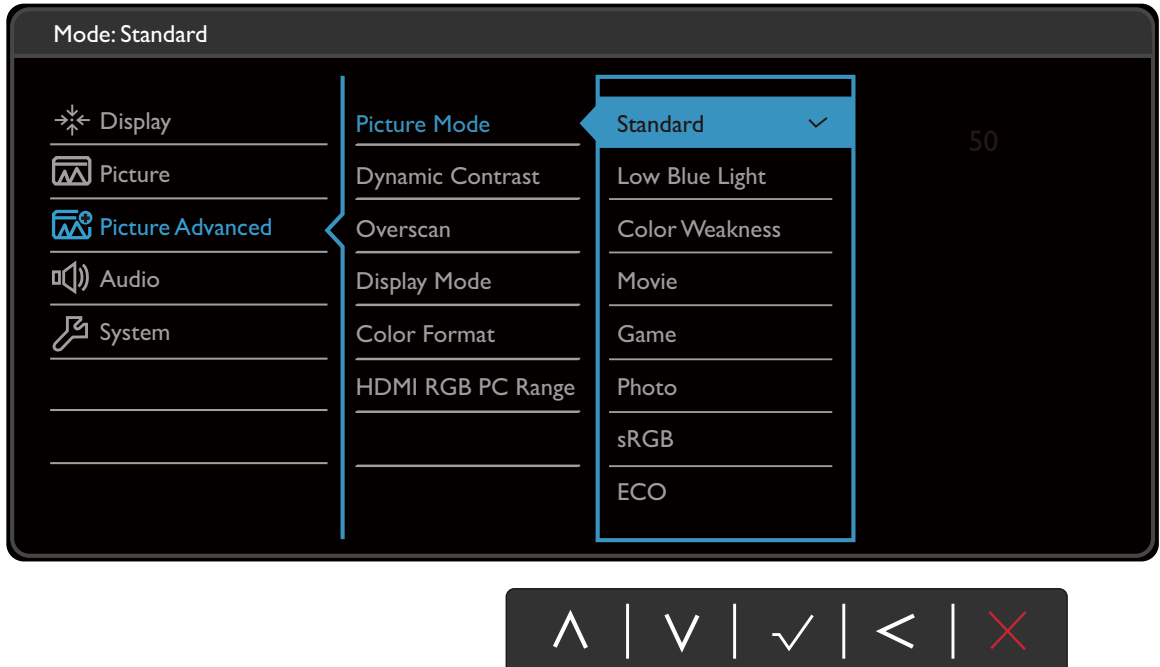 Mode: Standard
Display
Picture
Picture Advanced
Audio
System
Picture Mode
Dynamic Contrast
Overscan
Display Mode
Color Format
HDMI RGB PC Range
Standard
Low Blue Light
Color Weakness
Movie
Game
Photo
sRGB
ECO
50